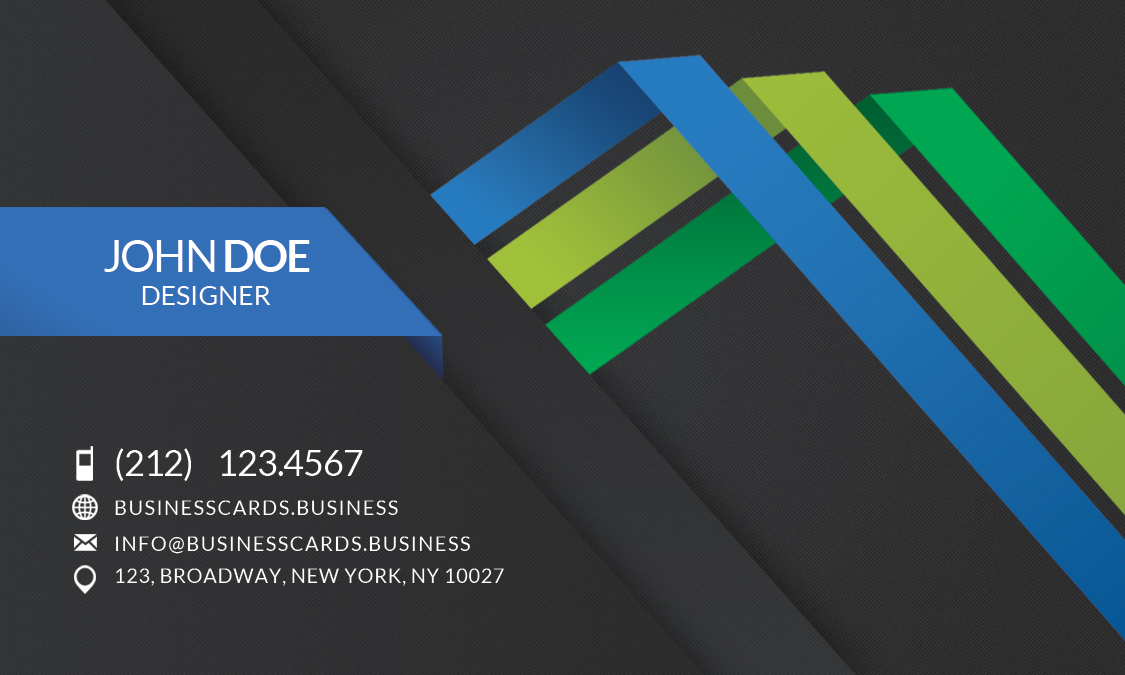 JOHN DOE
DESIGNER
(212) 123.4567
BUSINESSCARDS.BUSINESS
INFO@BUSINESSCARDS.BUSINESS
123, BROADWAY, NEW YORK, NY 10027